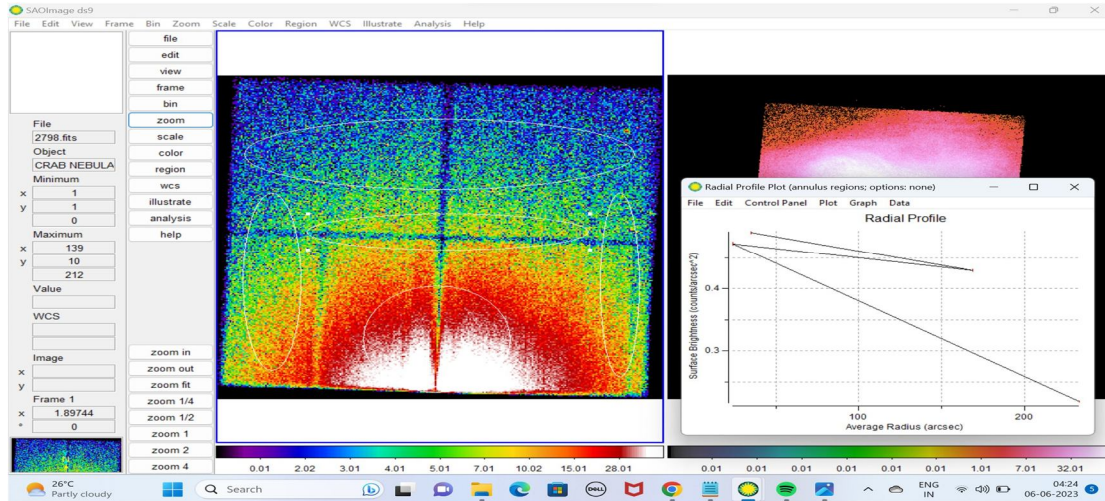 SAOImage ds9
File Edit View Frame Bin Zoom Scale Color Region WCS Illustrate Analysis Help
File
2798.fits
Object
CRAB NEBULA
Minimum
x 1
y 1
0
Maximum
x 139
y 10
212
Value
WCS
Image
x
y
Frame 1
x 1.89744
° 0
file
edit
view
frame
bin
zoom
scale
color
region
wcs
illustrate
analysis
help
zoom in
zoom out
zoom fit
zoom 1/4
zoom 1/2
zoom 1
zoom 2
zoom 4
Radial Profile Plot (annulus regions; options: none)
File Edit Control Panel Plot Graph Data
Radial Profile
Surface Brightness (counts/arcsec^2)
0.4
0.3
100 200
Average Radius (arcsec)
0.01 2.02 3.01 4.01 5.01 7.01 10.02 15.01 28.01
0.01 0.01 0.01 0.01 0.01 0.01 1.01 7.01 32.01
26°C
Partly cloudy
Search
DELL
ENG
IN
04:24
06-06-2023
5